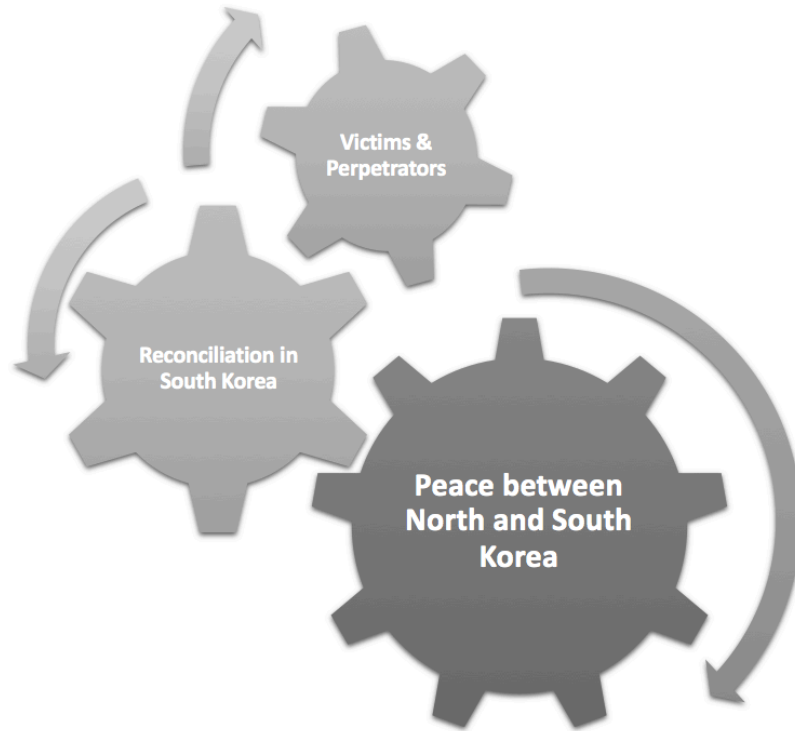 Victims &
Perpetrators
Reconciliation in
South Korea
Peace between
North and South
Korea